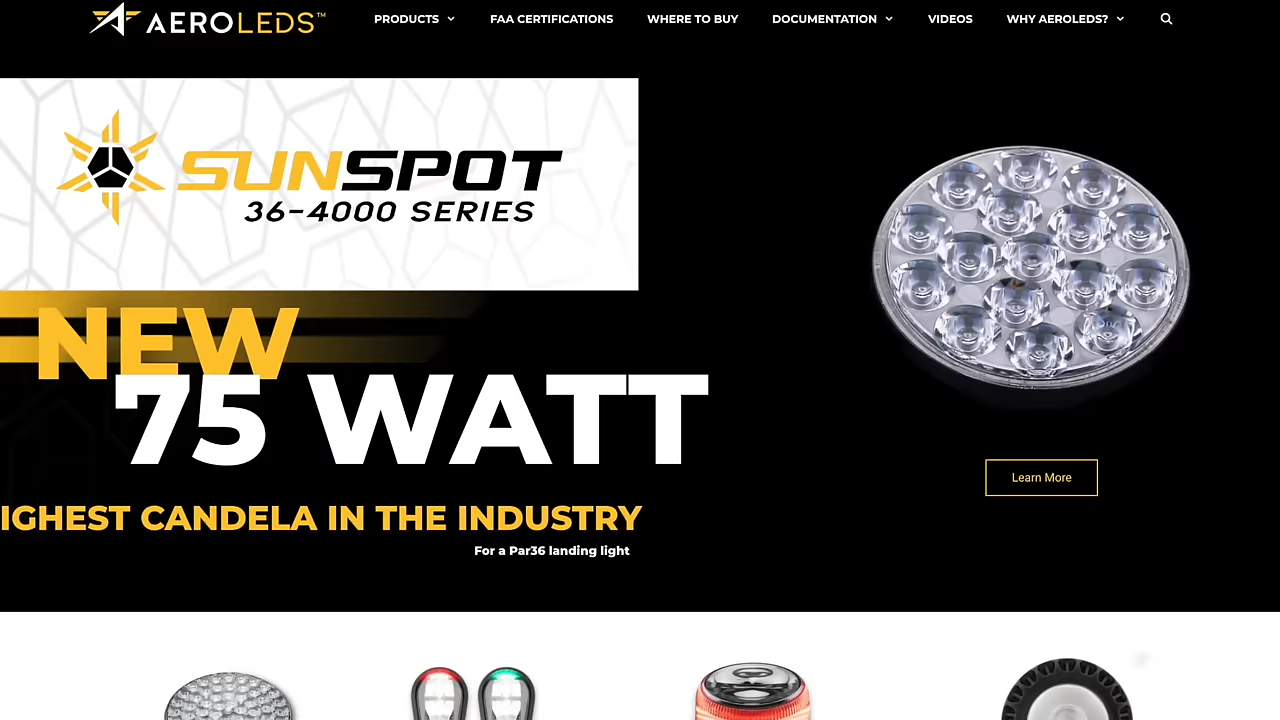 AEROLEDS™
PRODUCTS
FAA CERTIFICATIONS
WHERE TO BUY
DOCUMENTATION
VIDEOS
WHY AEROLEDS?
SUNSPOT
36-4000 SERIES
NEW
75 WATT
IGHEST CANDELA IN THE INDUSTRY
For a Par36 landing light
Learn More